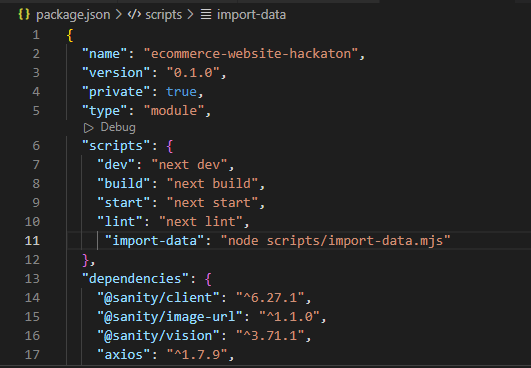 package.json > scripts > import-data
1 {
2 "name": "ecommerce-website-hackaton",
3 "version": "0.1.0",
4 "private": true,
5 "type": "module",
Debug
6 "scripts": {
7 "dev": "next dev",
8 "build": "next build",
9 "start": "next start",
10 "lint": "next lint",
11 "import-data": "node scripts/import-data.mjs"
12 },
13 "dependencies": {
14 "@sanity/client": "^6.27.1",
15 "@sanity/image-url": "^1.1.0",
16 "@sanity/vision": "^3.71.1",
17 "axios": "^1.7.9",